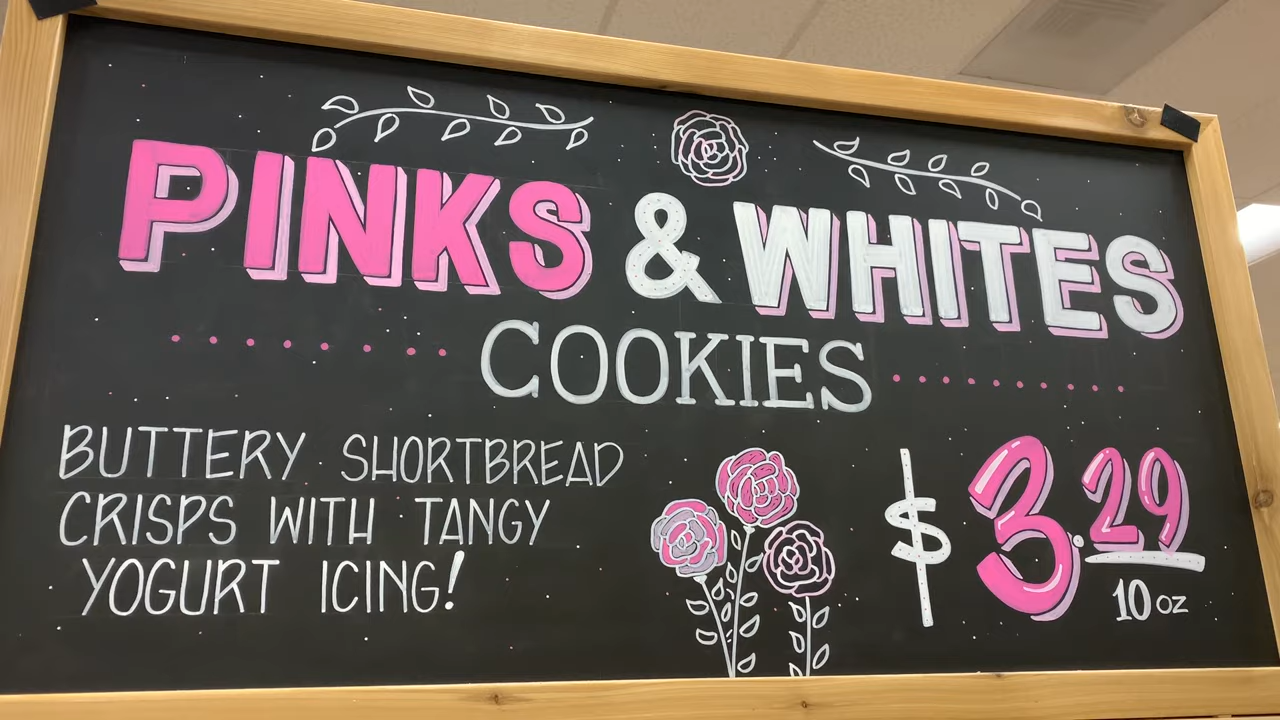 PINKS & WHITES
COOKIES
BUTTERY SHORTBREAD
CRISPS WITH TANGY
YOGURT ICING!
$3.29
10 OZ